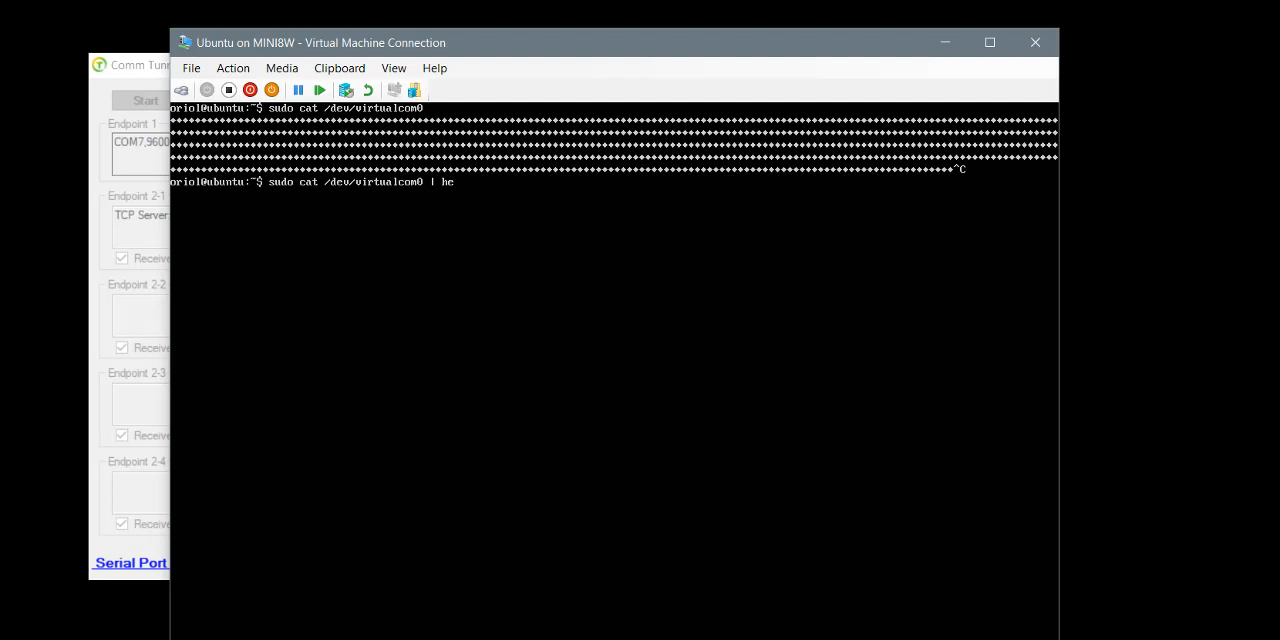 Ubuntu on MINI8W - Virtual Machine Connection
Comm Tunn
File Action Media Clipboard View Help
Start
Endpoint 1
COM7,9600
Endpoint 2-1
TCP Server:
Receive
Endpoint 2-2
Receive
Endpoint 2-3
Receive
Endpoint 2-4
Receive
Serial Port
oriol@ubuntu:~$ sudo cat /dev/virtualcom0
^C
oriol@ubuntu:~$ sudo cat /dev/virtualcom0 | he